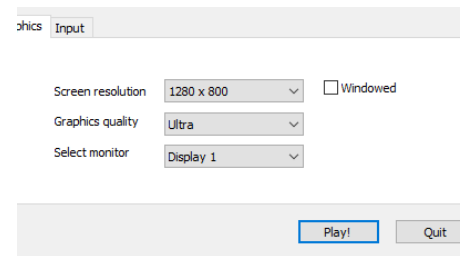 phics Input
Screen resolution 1280 x 800 Windowed
Graphics quality Ultra
Select monitor Display 1
Play! Quit